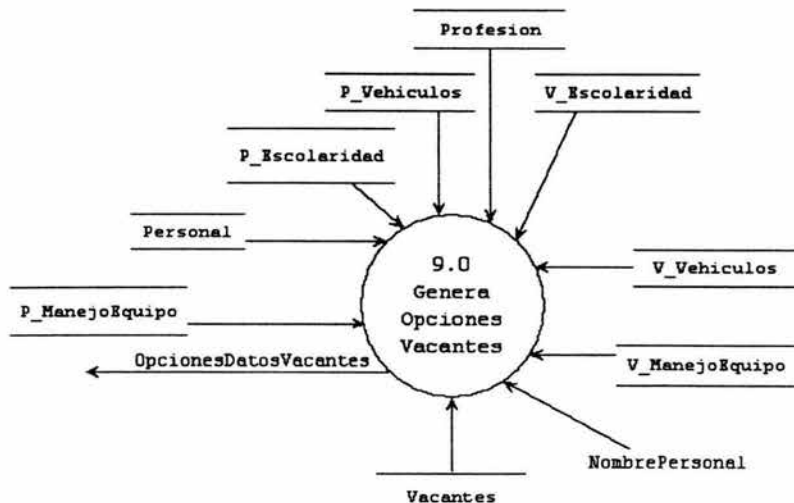 Profesion
P_Vehiculos
V_Escolaridad
P_Escolaridad
Personal
9.0
Genera
Opciones
Vacantes
V_Vehiculos
P_ManejoEquipo
OpcionesDatosVacantes
V_ManejoEquipo
NombrePersonal
Vacantes